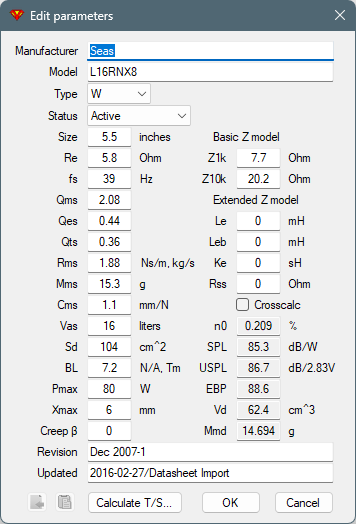 Edit parameters
Manufacturer Seas
Model L16RNX8
Type W
Status Active
Size 5.5 inches Basic Z model
Re 5.8 Ohm Z1k 7.7 Ohm
fs 39 Hz Z10k 20.2 Ohm
Qms 2.08 Extended Z model
Qes 0.44 Le 0 mH
Qts 0.36 Leb 0 mH
Rms 1.88 Ns/m, kg/s Ke 0 sH
Mms 15.3 g Rss 0 Ohm
Cms 1.1 mm/N Crosscalc
Vas 16 liters n0 0.209 %
Sd 104 cm^2 SPL 85.3 dB/W
BL 7.2 N/A, Tm USPL 86.7 dB/2.83V
Pmax 80 W EBP 88.6
Xmax 6 mm Vd 62.4 cm^3
Creep β 0 Mmd 14.694 g
Revision Dec 2007-1
Updated 2016-02-27/Datasheet Import
Calculate T/S... OK Cancel